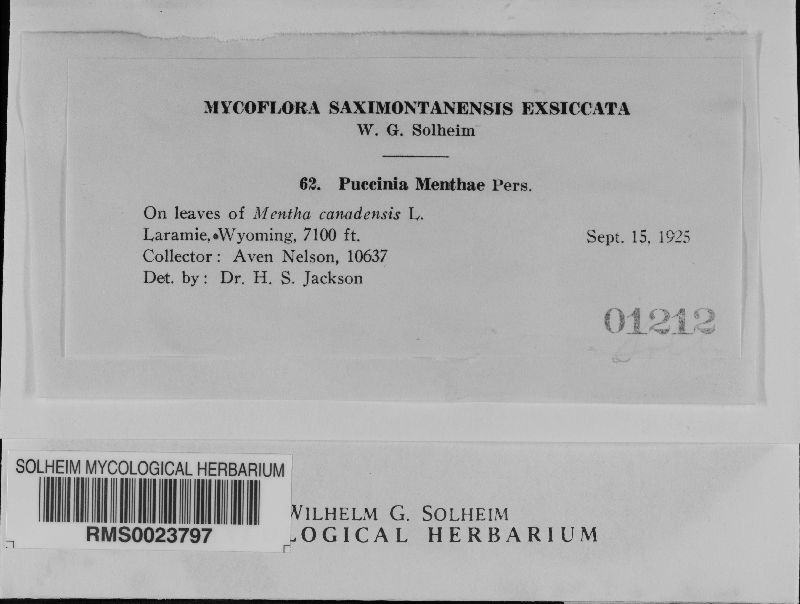 MYCOFLORA SAXIMONTANENSIS EXSICCATA
W. G. Solheim
62. Puccinia Menthae Pers.
On leaves of Mentha canadensis L.
Laramie, Wyoming, 7100 ft. Sept. 15, 1925
Collector: Aven Nelson, 10637
Det. by: Dr. H. S. Jackson
01212
SOLHEIM MYCOLOGICAL HERBARIUM
RMS0023797
WILHELM G. SOLHEIM
LOGICAL HERBARIUM